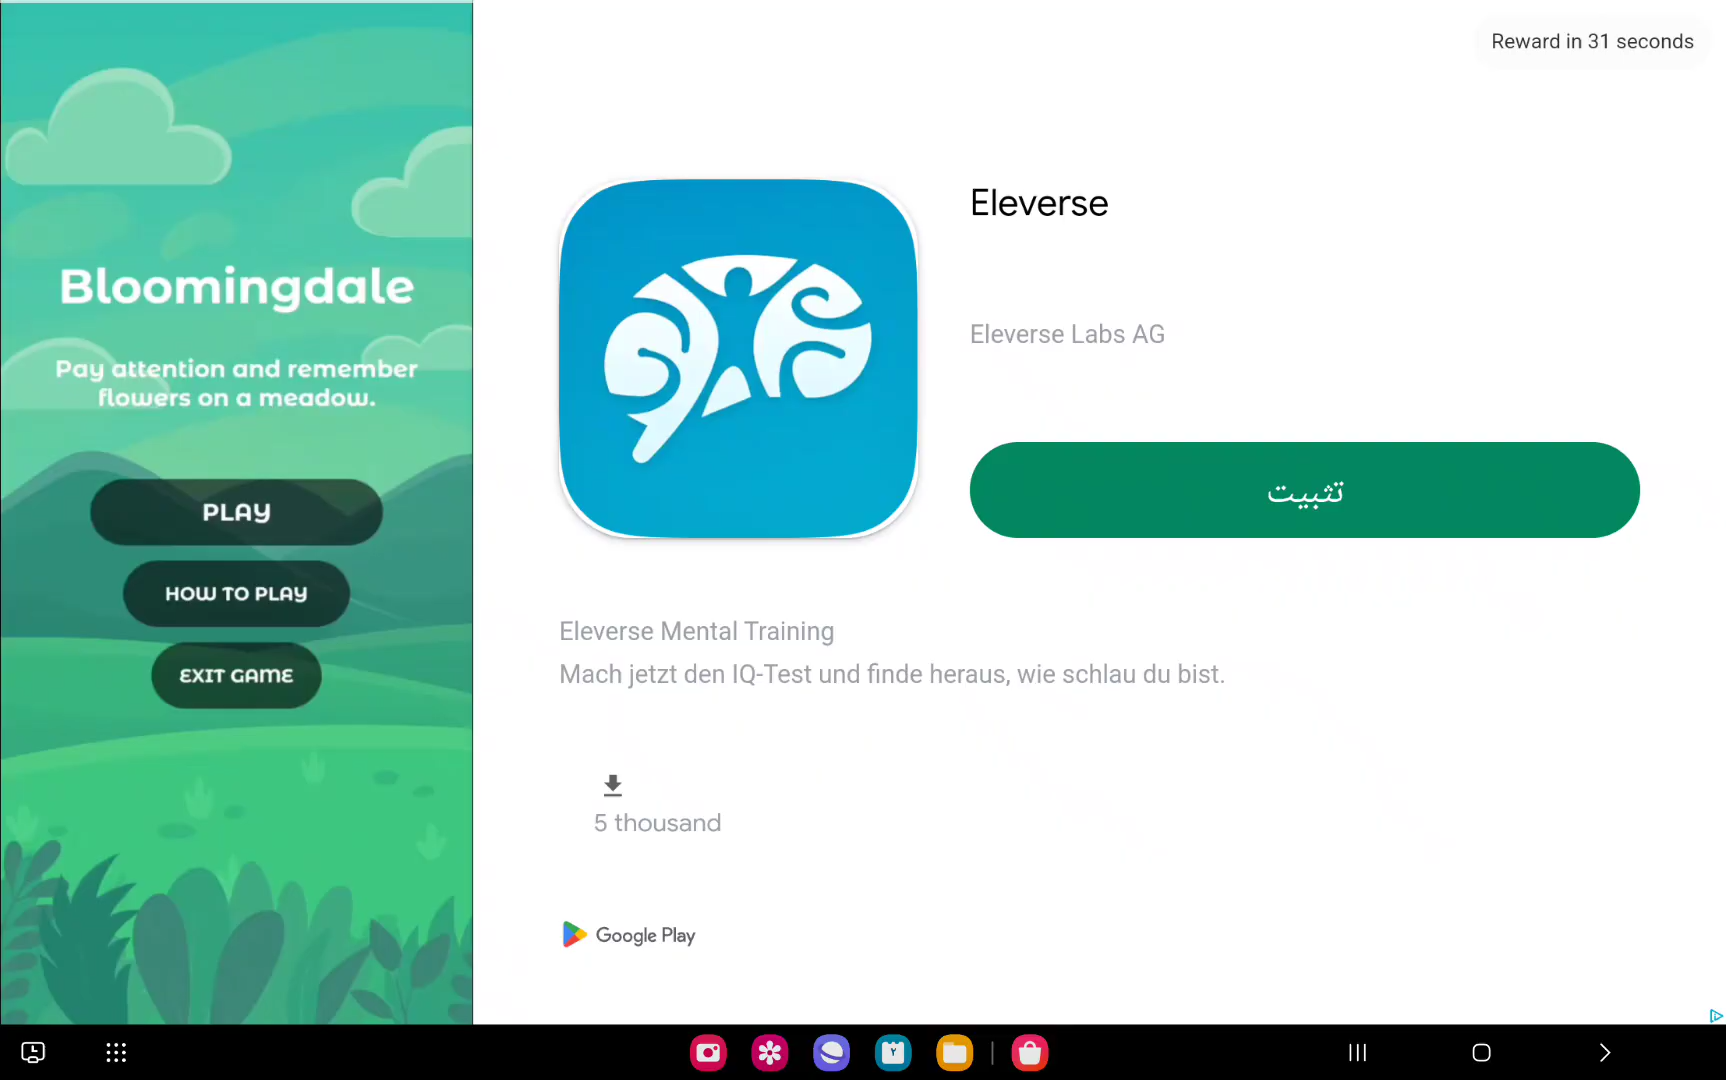 Reward in 31 seconds
Bloomingdale
Pay attention and remember
flowers on a meadow.
PLAY
HOW TO PLAY
EXIT GAME
Eleverse
Eleverse Labs AG
تثبيت
Eleverse Mental Training
Mach jetzt den IQ-Test und finde heraus, wie schlau du bist.
5 thousand
Google Play